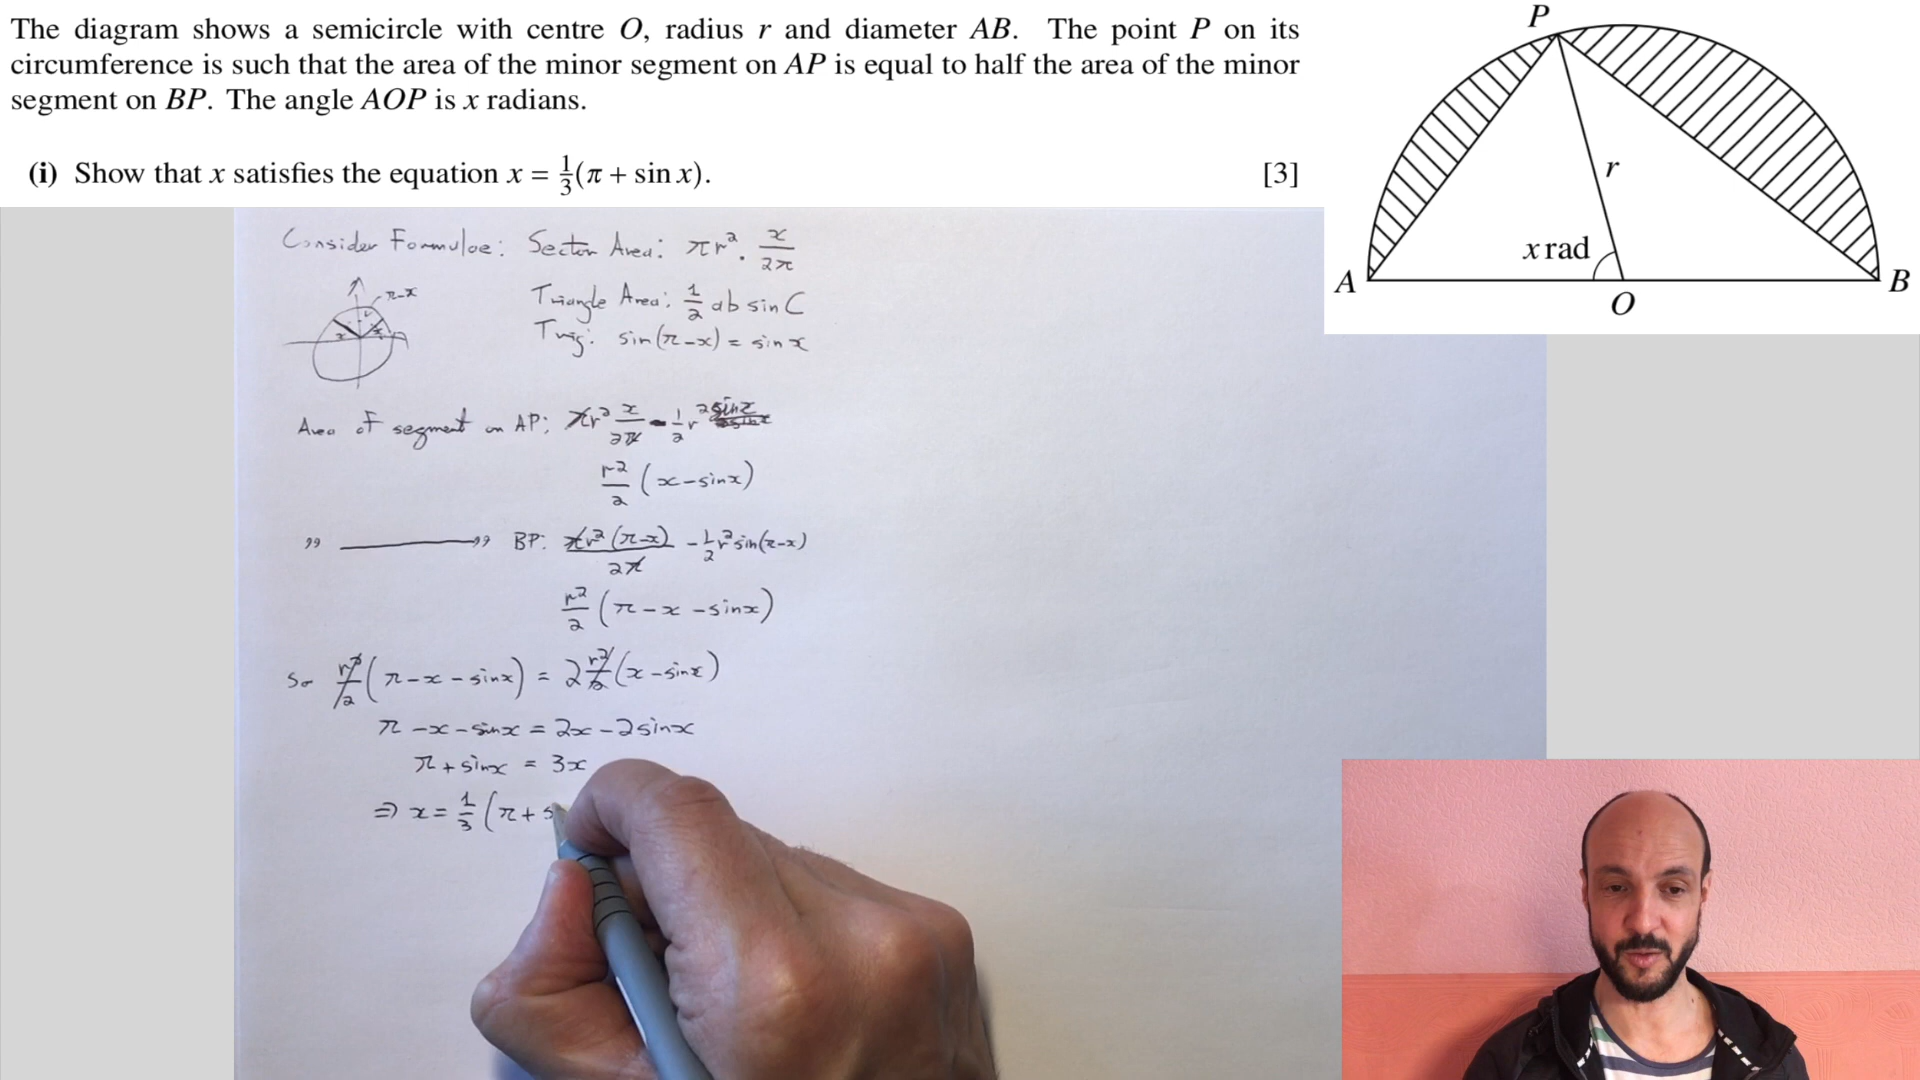 The diagram shows a semicircle with centre O, radius r and diameter AB. The point P on its
circumference is such that the area of the minor segment on AP is equal to half the area of the minor
segment on BP. The angle AOP is x radians.
(i) Show that x satisfies the equation x = 1/3(π + sin x). [3]
P
r
x rad
A
O
B
Consider Formulae: Sector Area: πr² . x/2π
π-x
Triangle Area: 1/2 ab sin C
Trig: sin(π-x) = sin x
x
Area of segment on AP: πr² x/2π - 1/2 r² sin x
r²/2 (x - sin x)
" ——— " BP: πr²(π-x)/2π - 1/2 r² sin(π-x)
r²/2 (π - x - sin x)
So r²/2 (π - x - sin x) = 2 r²/2 (x - sin x)
π - x - sin x = 2x - 2 sin x
π + sin x = 3x
⇒ x = 1/3 (π + s